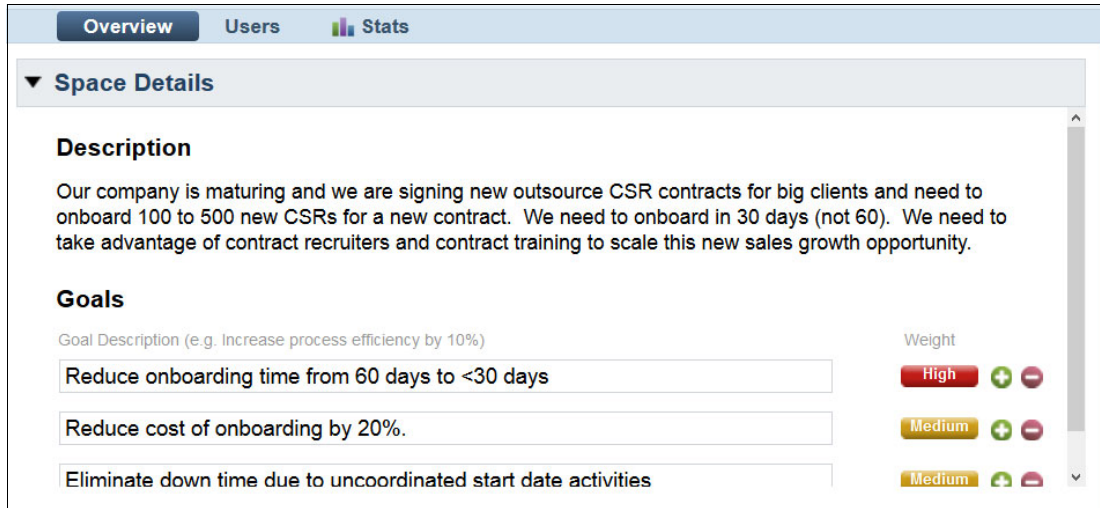 Overview Users Stats
Space Details
Description
Our company is maturing and we are signing new outsource CSR contracts for big clients and need to
onboard 100 to 500 new CSRs for a new contract. We need to onboard in 30 days (not 60). We need to
take advantage of contract recruiters and contract training to scale this new sales growth opportunity.
Goals
Goal Description (e.g. Increase process efficiency by 10%) Weight
Reduce onboarding time from 60 days to <30 days High
Reduce cost of onboarding by 20%. Medium
Eliminate down time due to uncoordinated start date activities Medium